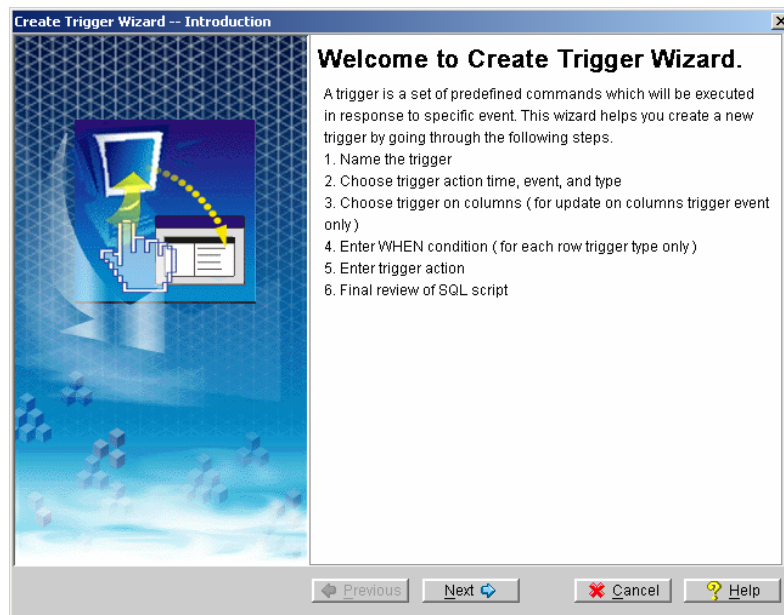 Create Trigger Wizard -- Introduction
Welcome to Create Trigger Wizard.
A trigger is a set of predefined commands which will be executed
in response to specific event. This wizard helps you create a new
trigger by going through the following steps.
1. Name the trigger
2. Choose trigger action time, event, and type
3. Choose trigger on columns ( for update on columns trigger event
only )
4. Enter WHEN condition ( for each row trigger type only )
5. Enter trigger action
6. Final review of SQL script
Previous
Next
Cancel
Help